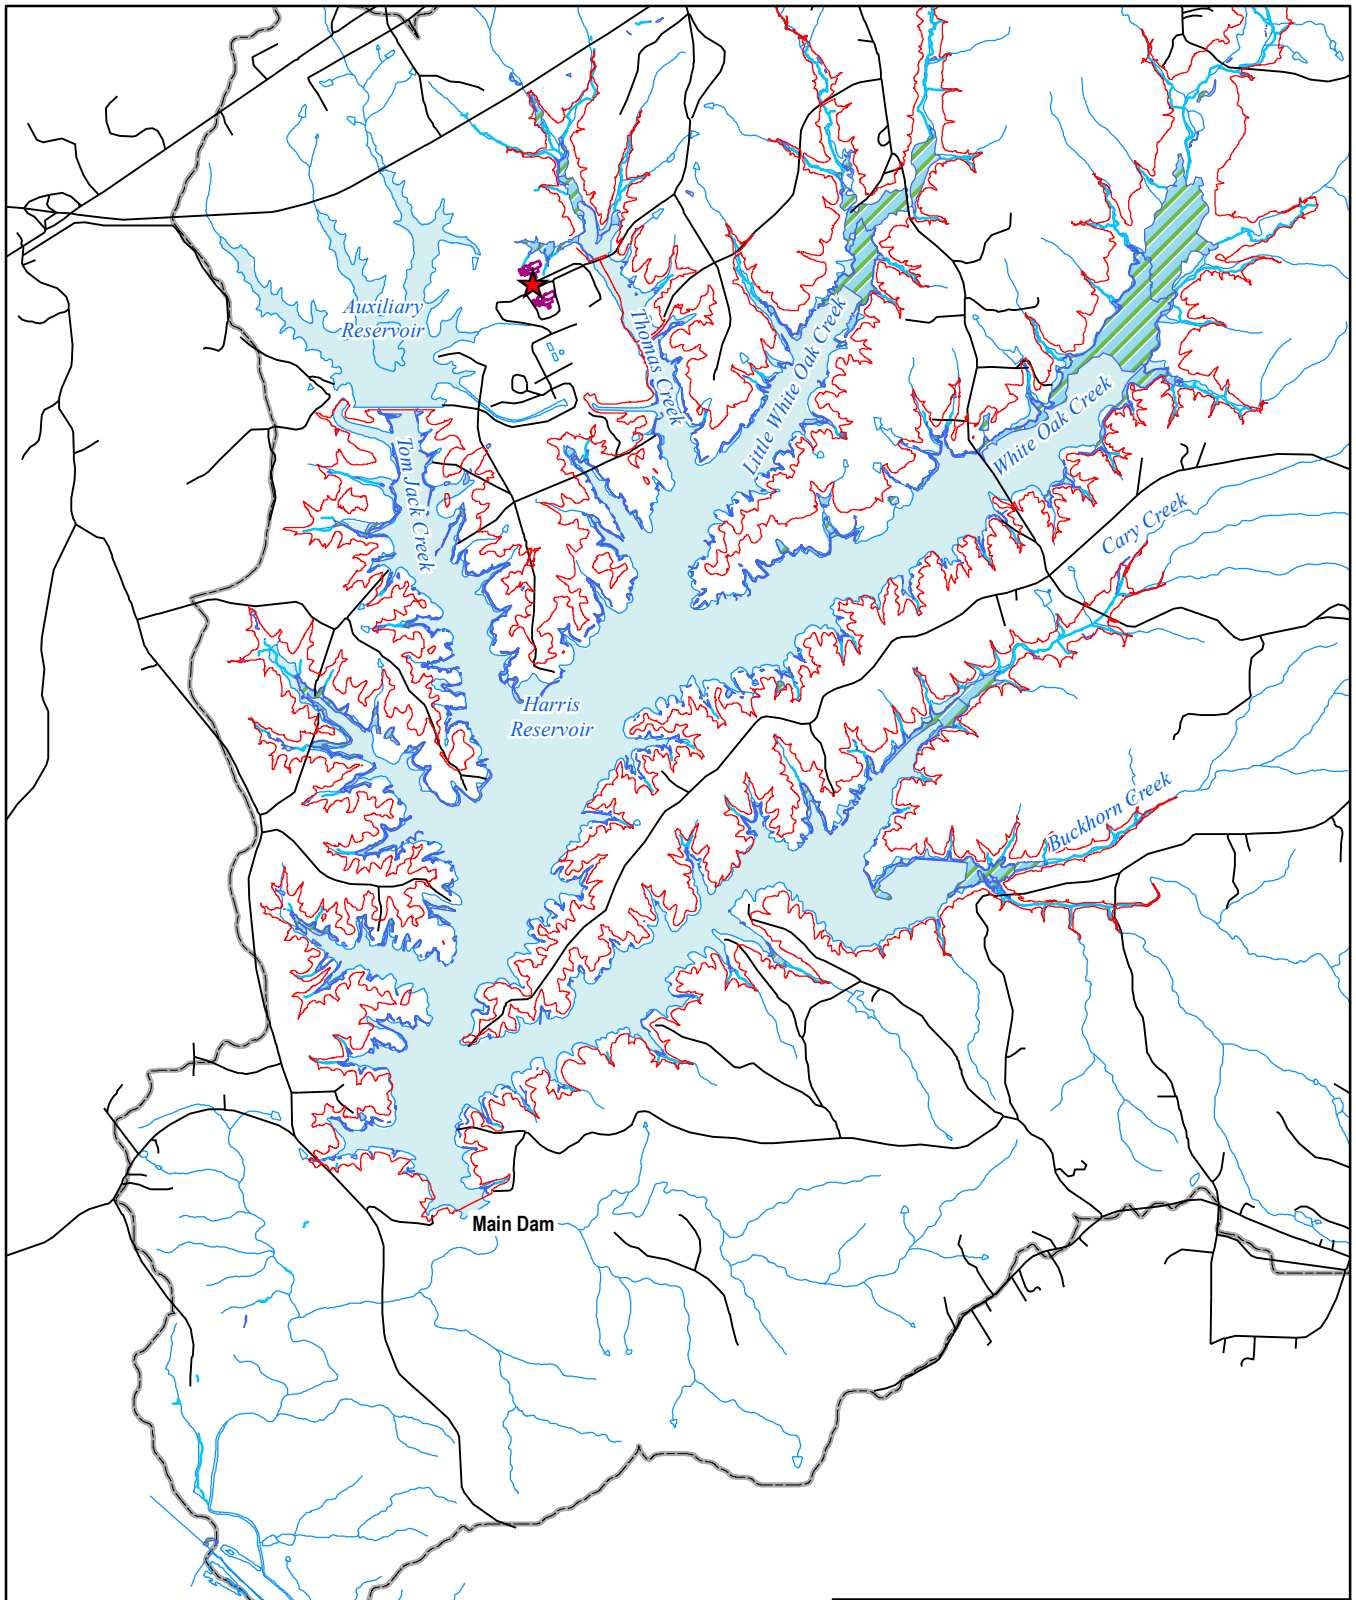 Auxiliary
Reservoir
Thomas Creek
Little White Oak Creek
White Oak Creek
Tom Jack Creek
Cary Creek
Harris
Reservoir
Buckhorn Creek
Main Dam